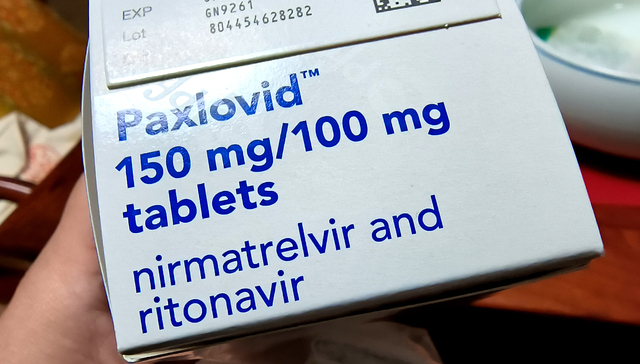 EXP
GN9261
Lot
804454628282
Paxlovid™
150 mg/100 mg
tablets
nirmatrelvir and
ritonavir